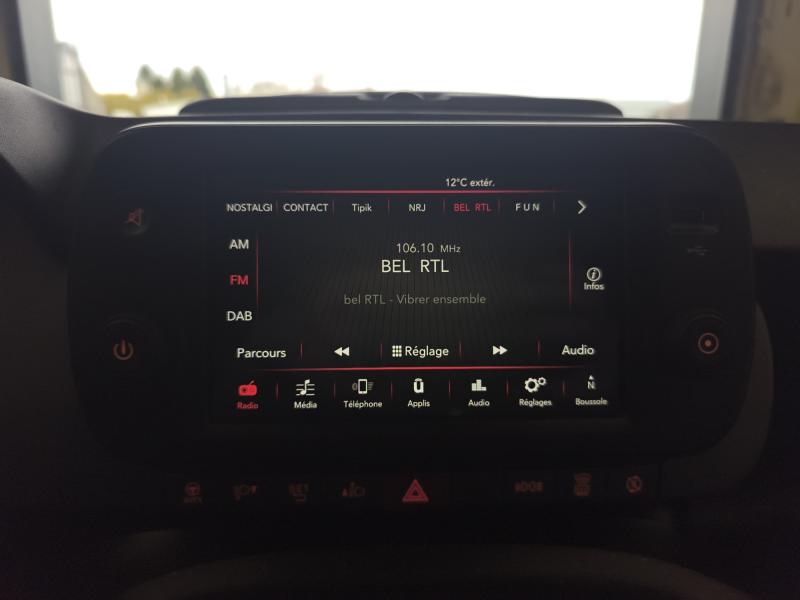 12°C extér.
NOSTALGI CONTACT Tipik NRJ BEL RTL FUN
AM
106.10 MHz
BEL RTL
FM
Infos
bel RTL - Vibrer ensemble
DAB
Parcours Réglage Audio
N
Radio Média Téléphone Applis Audio Réglages Boussole